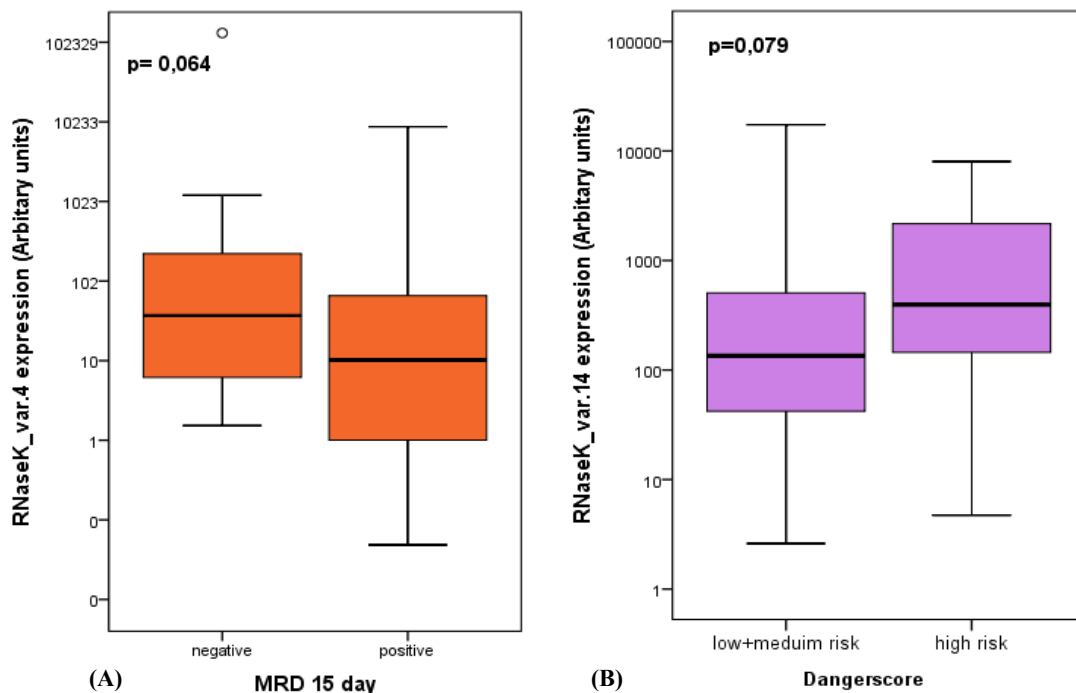 RNaseK_var.4 expression (Arbitary units)
102329
10233
1023
102
10
1
0
0
p= 0,064
negative
positive
MRD 15 day
(A)
RNaseK_var.14 expression (Arbitary units)
100000
10000
1000
100
10
1
p=0,079
low+meduim risk
high risk
Dangerscore
(B)